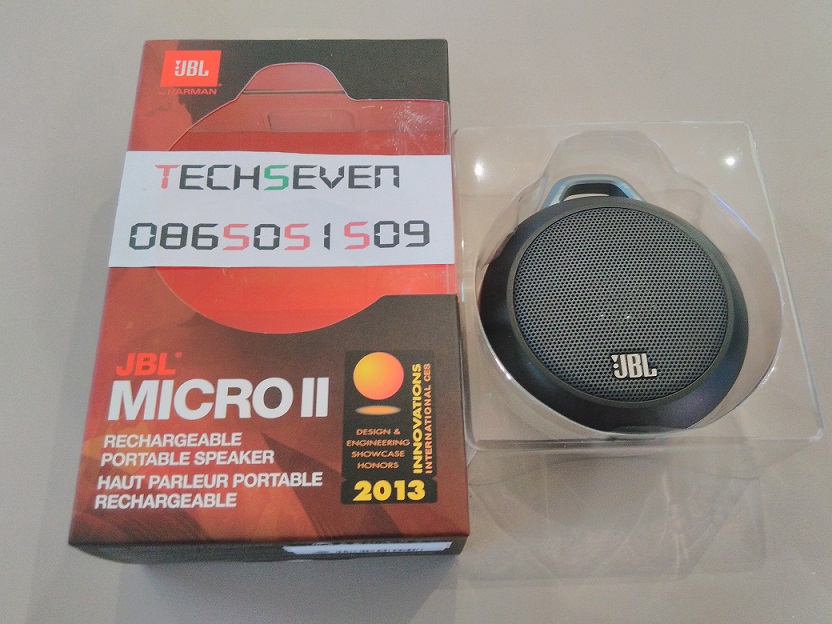 JBL
HARMAN
TECHSEVEN
0865051509
JBL
MICRO II
RECHARGEABLE
PORTABLE SPEAKER
HAUT PARLEUR PORTABLE
RECHARGEABLE
INNOVATIONS
INTERNATIONAL CES
DESIGN &
ENGINEERING
SHOWCASE
HONORS
2013
JBL